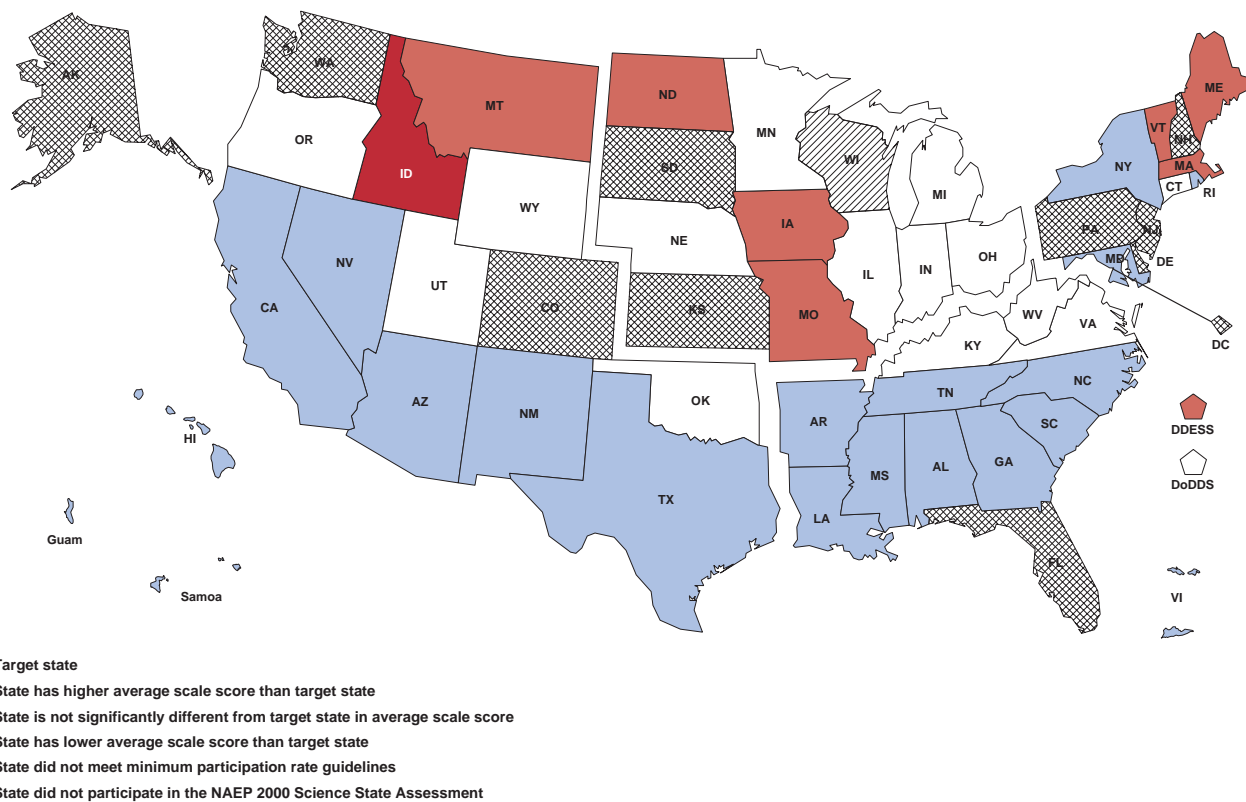 AK
WA
MT
ND
ME
OR
ID
MN
VT
NH
SD
WI
NY
MA
WY
MI
CT
RI
IA
NE
PA
NJ
NV
UT
IL
IN
OH
MD
DE
CA
CO
KS
MO
WV
VA
KY
DC
AZ
NM
OK
AR
TN
NC
SC
DDESS
HI
TX
MS
AL
GA
DoDDS
LA
Guam
FL
Samoa
VI
Target state
State has higher average scale score than target state
State is not significantly different from target state in average scale score
State has lower average scale score than target state
State did not meet minimum participation rate guidelines
State did not participate in the NAEP 2000 Science State Assessment